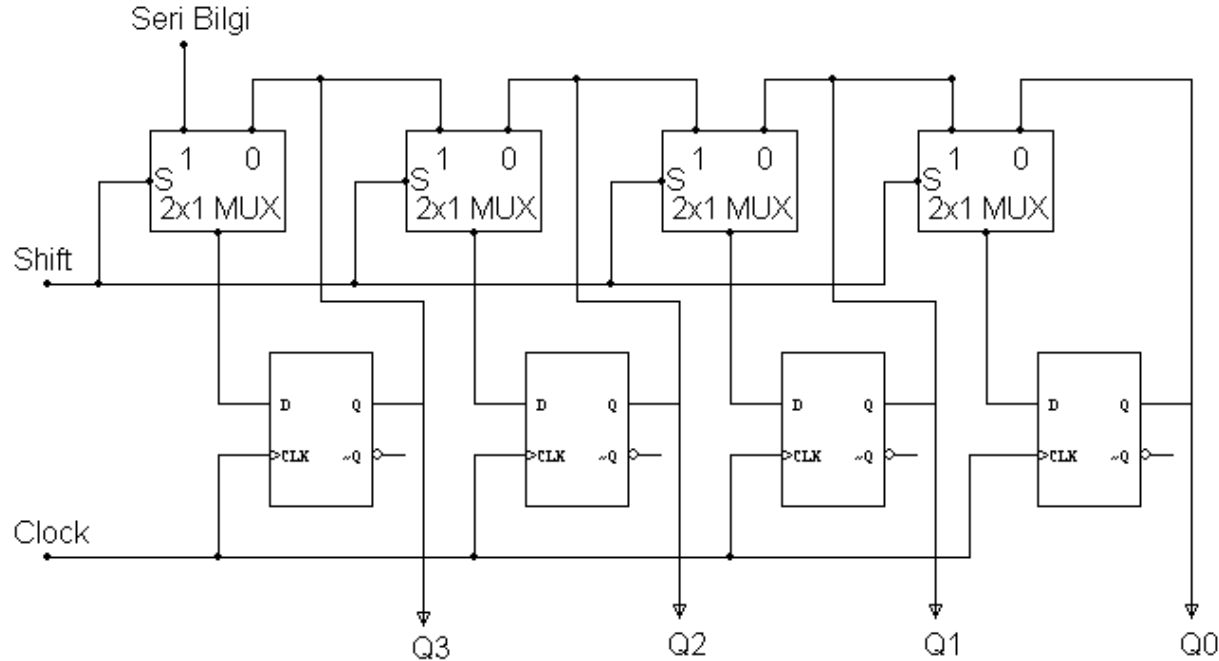 Seri Bilgi
1 0 1 0 1 0 1 0
S S S S
2x1 MUX 2x1 MUX 2x1 MUX 2x1 MUX
Shift
D Q D Q D Q D Q
CLK ~Q CLK ~Q CLK ~Q CLK ~Q
Clock
Q3 Q2 Q1 Q0